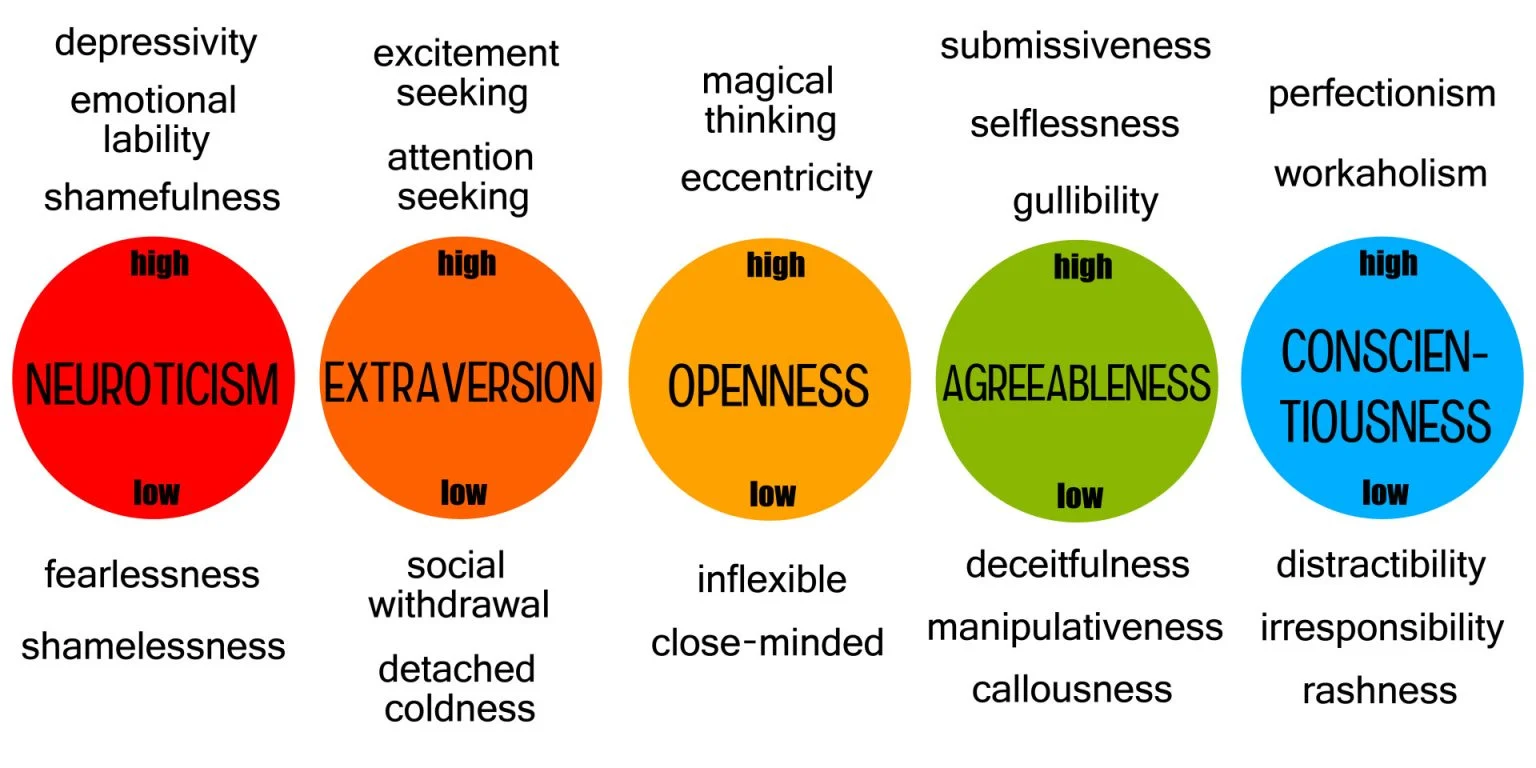 depressivity
emotional
lability
shamefulness
high
NEUROTICISM
low
fearlessness
shamelessness
excitement
seeking
attention
seeking
high
EXTRAVERSION
low
social
withdrawal
detached
coldness
magical
thinking
eccentricity
high
OPENNESS
low
inflexible
close-minded
submissiveness
selflessness
gullibility
high
AGREEABLENESS
low
deceitfulness
manipulativeness
callousness
perfectionism
workaholism
high
CONSCIEN-
TIOUSNESS
low
distractibility
irresponsibility
rashness